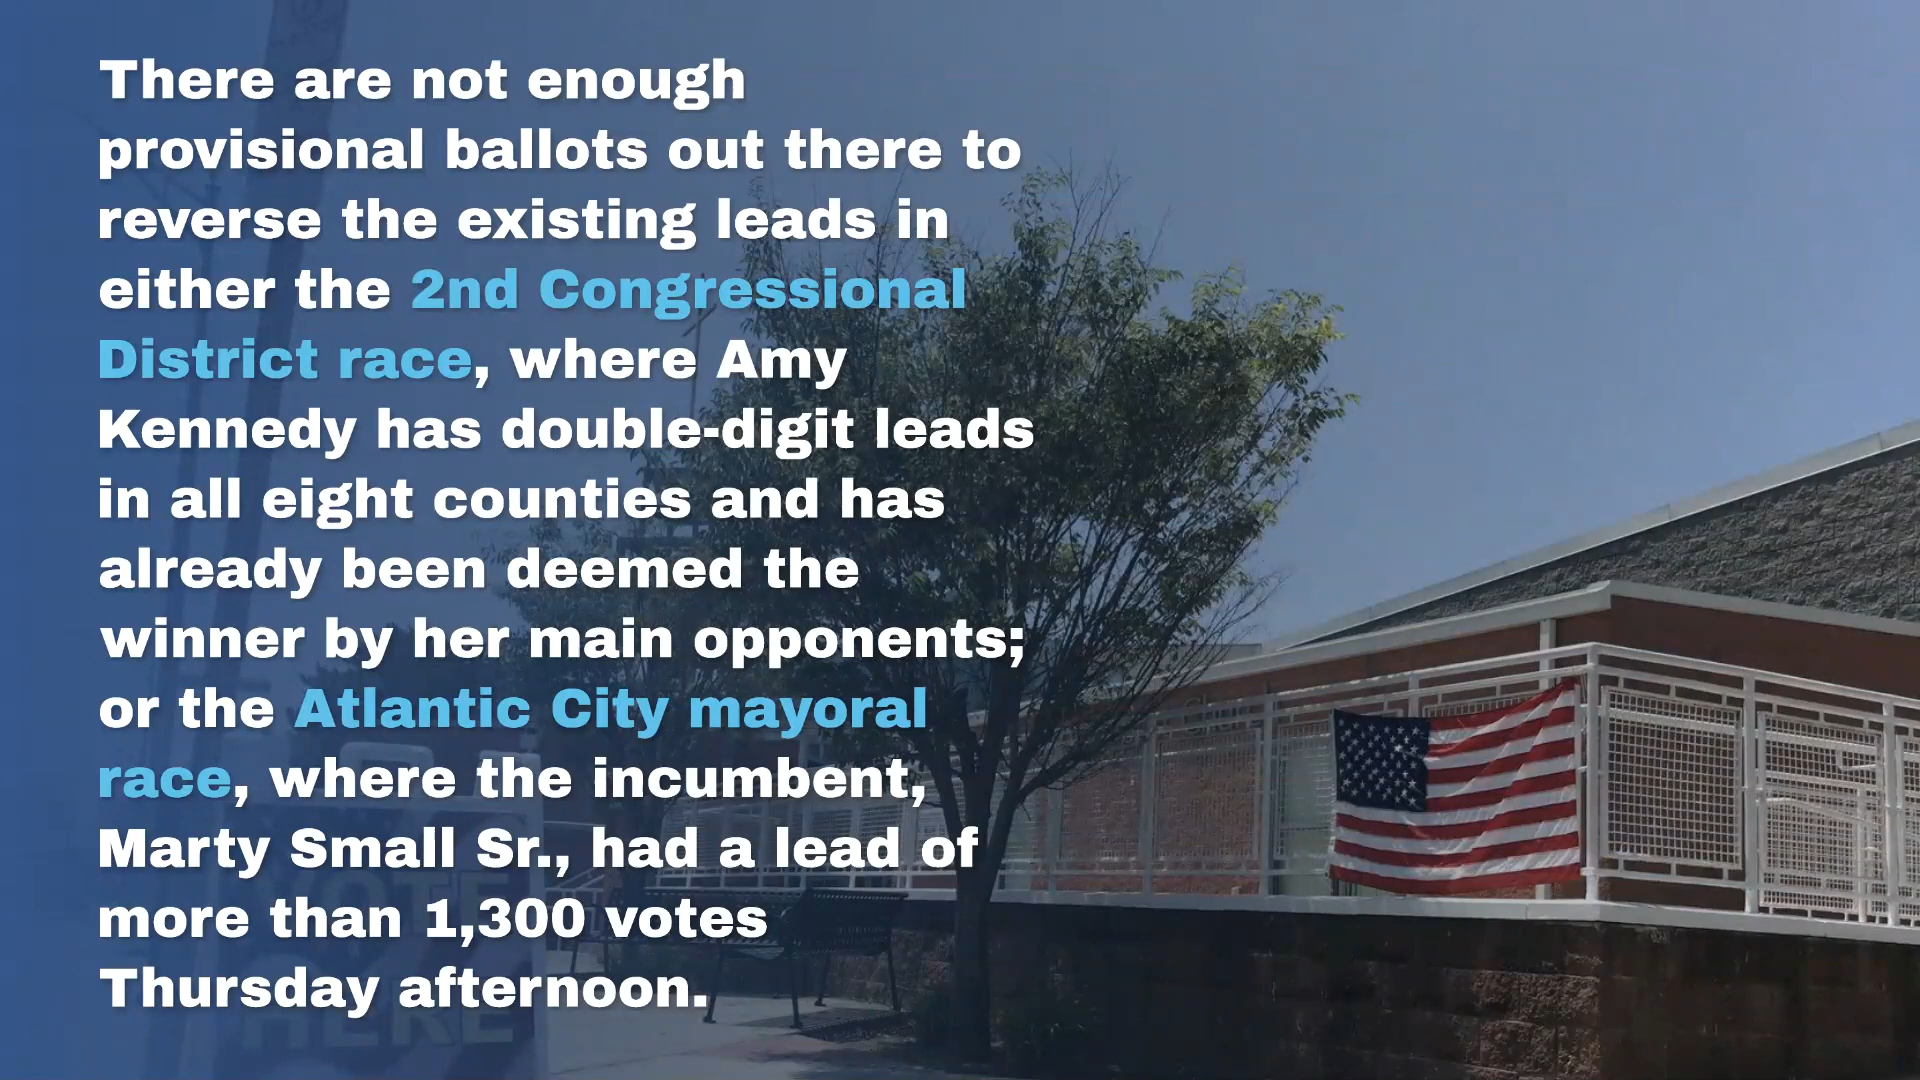 There are not enough
provisional ballots out there to
reverse the existing leads in
either the 2nd Congressional
District race, where Amy
Kennedy has double-digit leads
in all eight counties and has
already been deemed the
winner by her main opponents;
or the Atlantic City mayoral
race, where the incumbent,
Marty Small Sr., had a lead of
more than 1,300 votes
Thursday afternoon.
VOTE
HERE